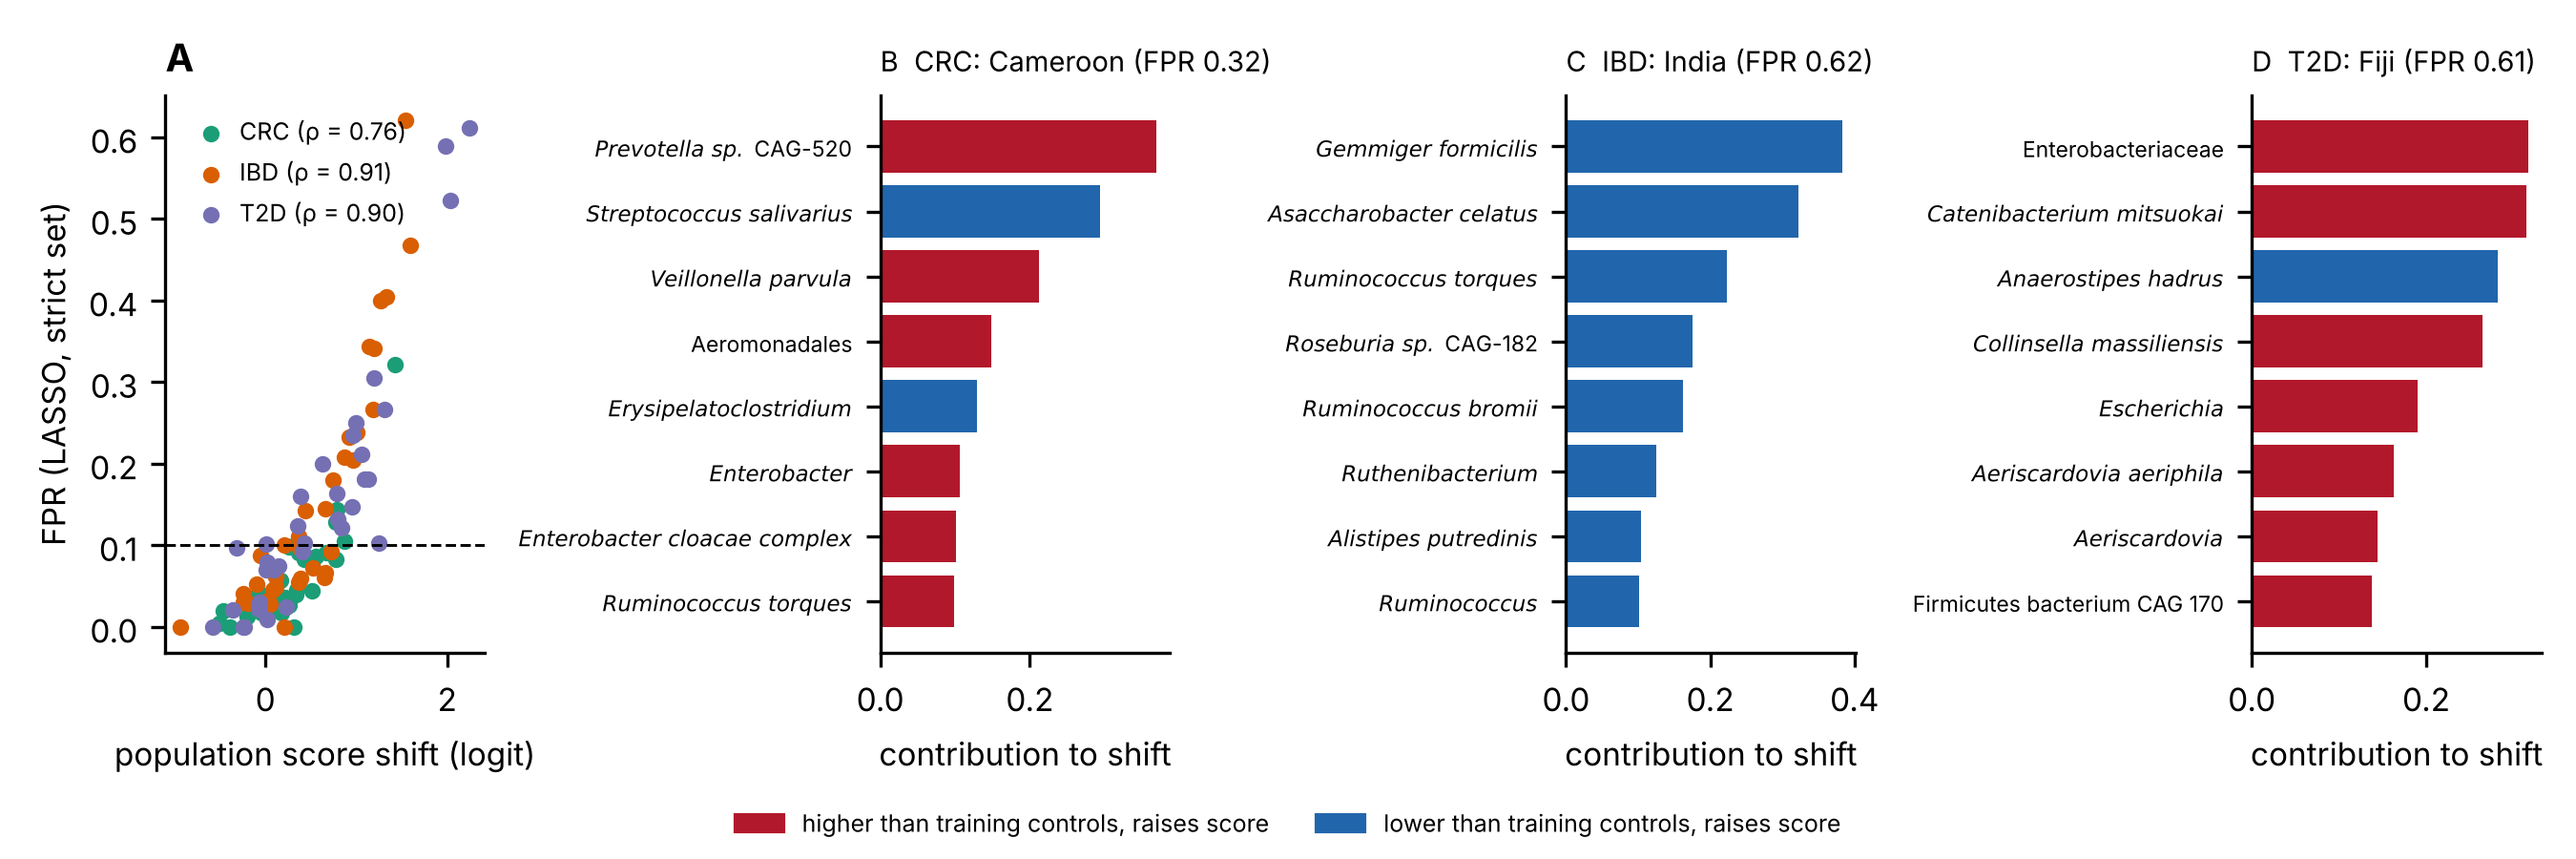 A
FPR (LASSO, strict set)
0.6
0.5
0.4
0.3
0.2
0.1
0.0
CRC (ρ = 0.76)
IBD (ρ = 0.91)
T2D (ρ = 0.90)
0 2
population score shift (logit)
B CRC: Cameroon (FPR 0.32)
Prevotella sp. CAG-520
Streptococcus salivarius
Veillonella parvula
Aeromonadales
Erysipelatoclostridium
Enterobacter
Enterobacter cloacae complex
Ruminococcus torques
0.0 0.2
contribution to shift
C IBD: India (FPR 0.62)
Gemmiger formicilis
Asaccharobacter celatus
Ruminococcus torques
Roseburia sp. CAG-182
Ruminococcus bromii
Ruthenibacterium
Alistipes putredinis
Ruminococcus
0.0 0.2 0.4
contribution to shift
D T2D: Fiji (FPR 0.61)
Enterobacteriaceae
Catenibacterium mitsuokai
Anaerostipes hadrus
Collinsella massiliensis
Escherichia
Aeriscardovia aeriphila
Aeriscardovia
Firmicutes bacterium CAG 170
0.0 0.2
contribution to shift
higher than training controls, raises score
lower than training controls, raises score